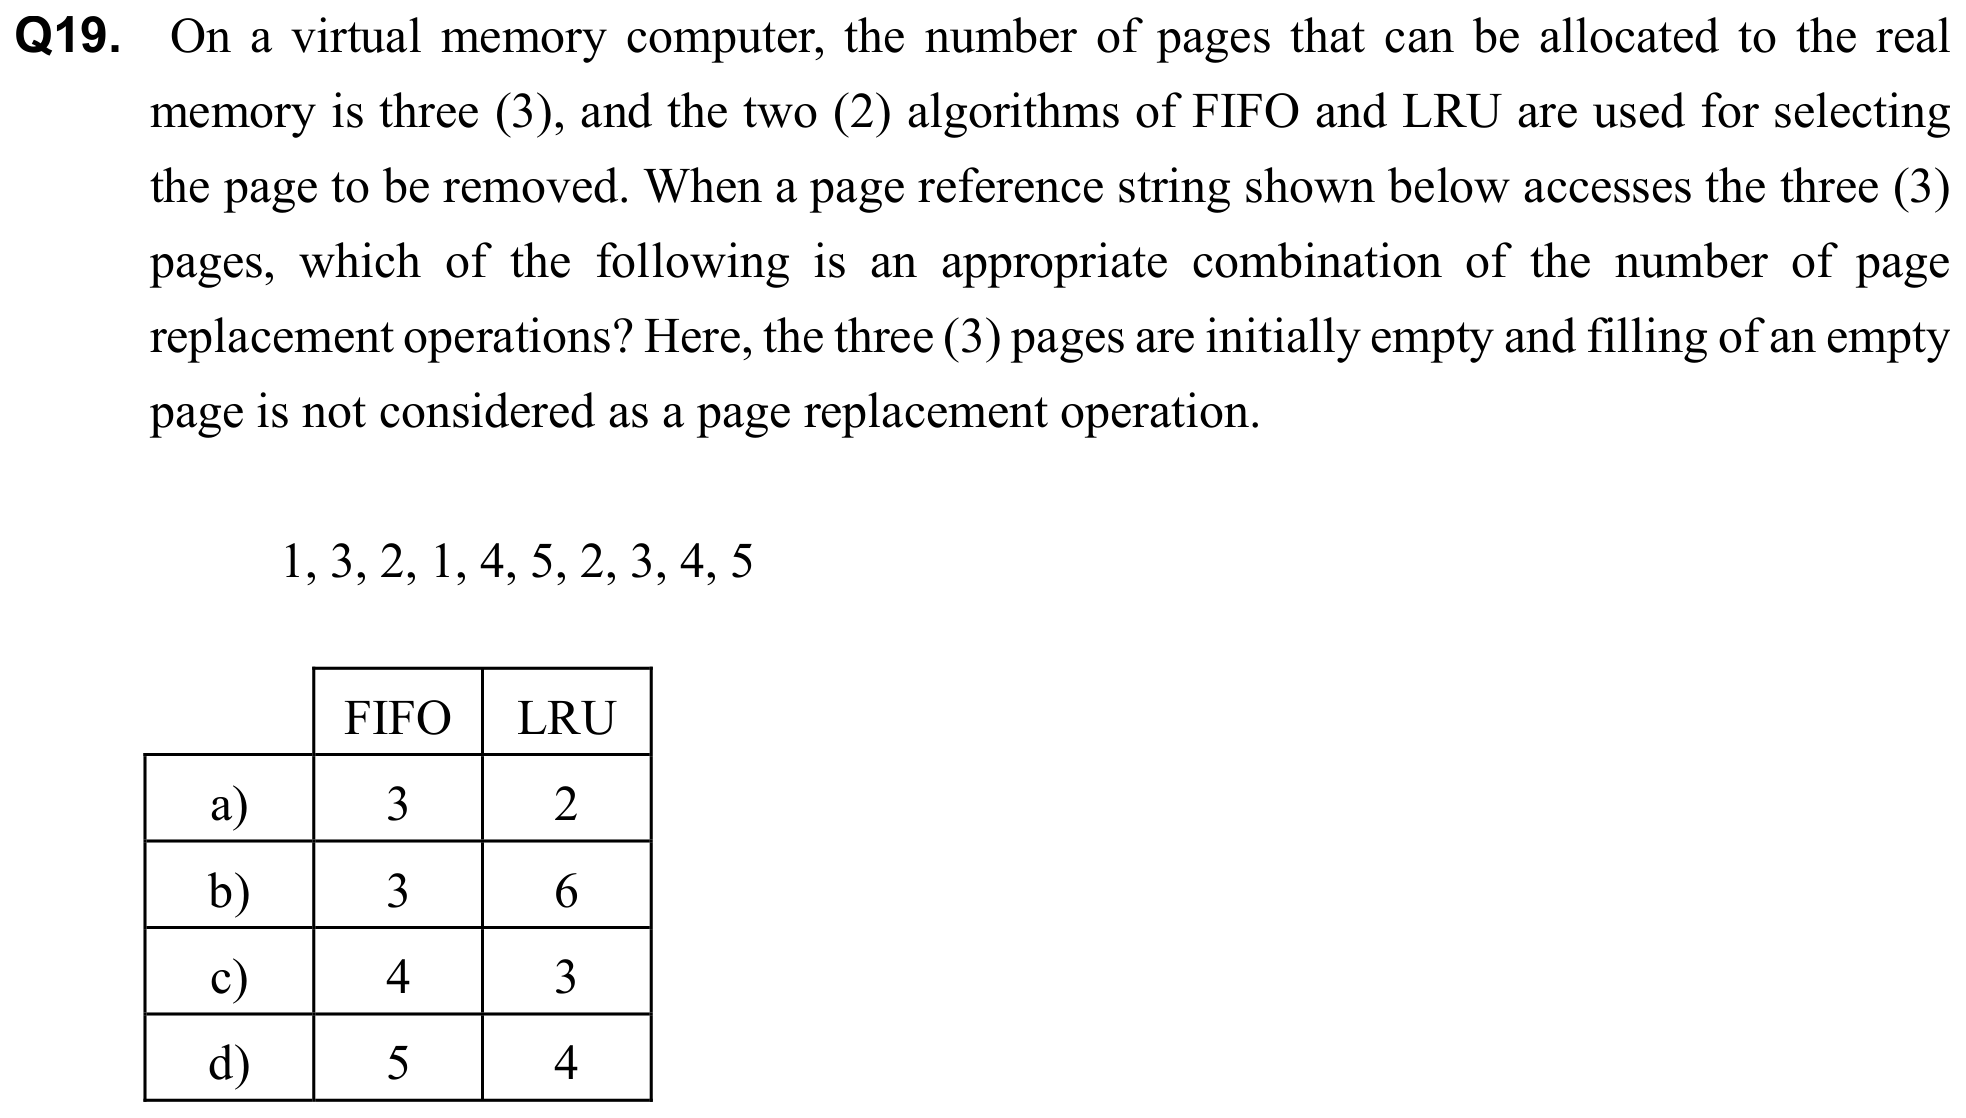 Q19. On a virtual memory computer, the number of pages that can be allocated to the real
memory is three (3), and the two (2) algorithms of FIFO and LRU are used for selecting
the page to be removed. When a page reference string shown below accesses the three (3)
pages, which of the following is an appropriate combination of the number of page
replacement operations? Here, the three (3) pages are initially empty and filling of an empty
page is not considered as a page replacement operation.
1, 3, 2, 1, 4, 5, 2, 3, 4, 5
FIFO LRU
a) 3 2
b) 3 6
c) 4 3
d) 5 4